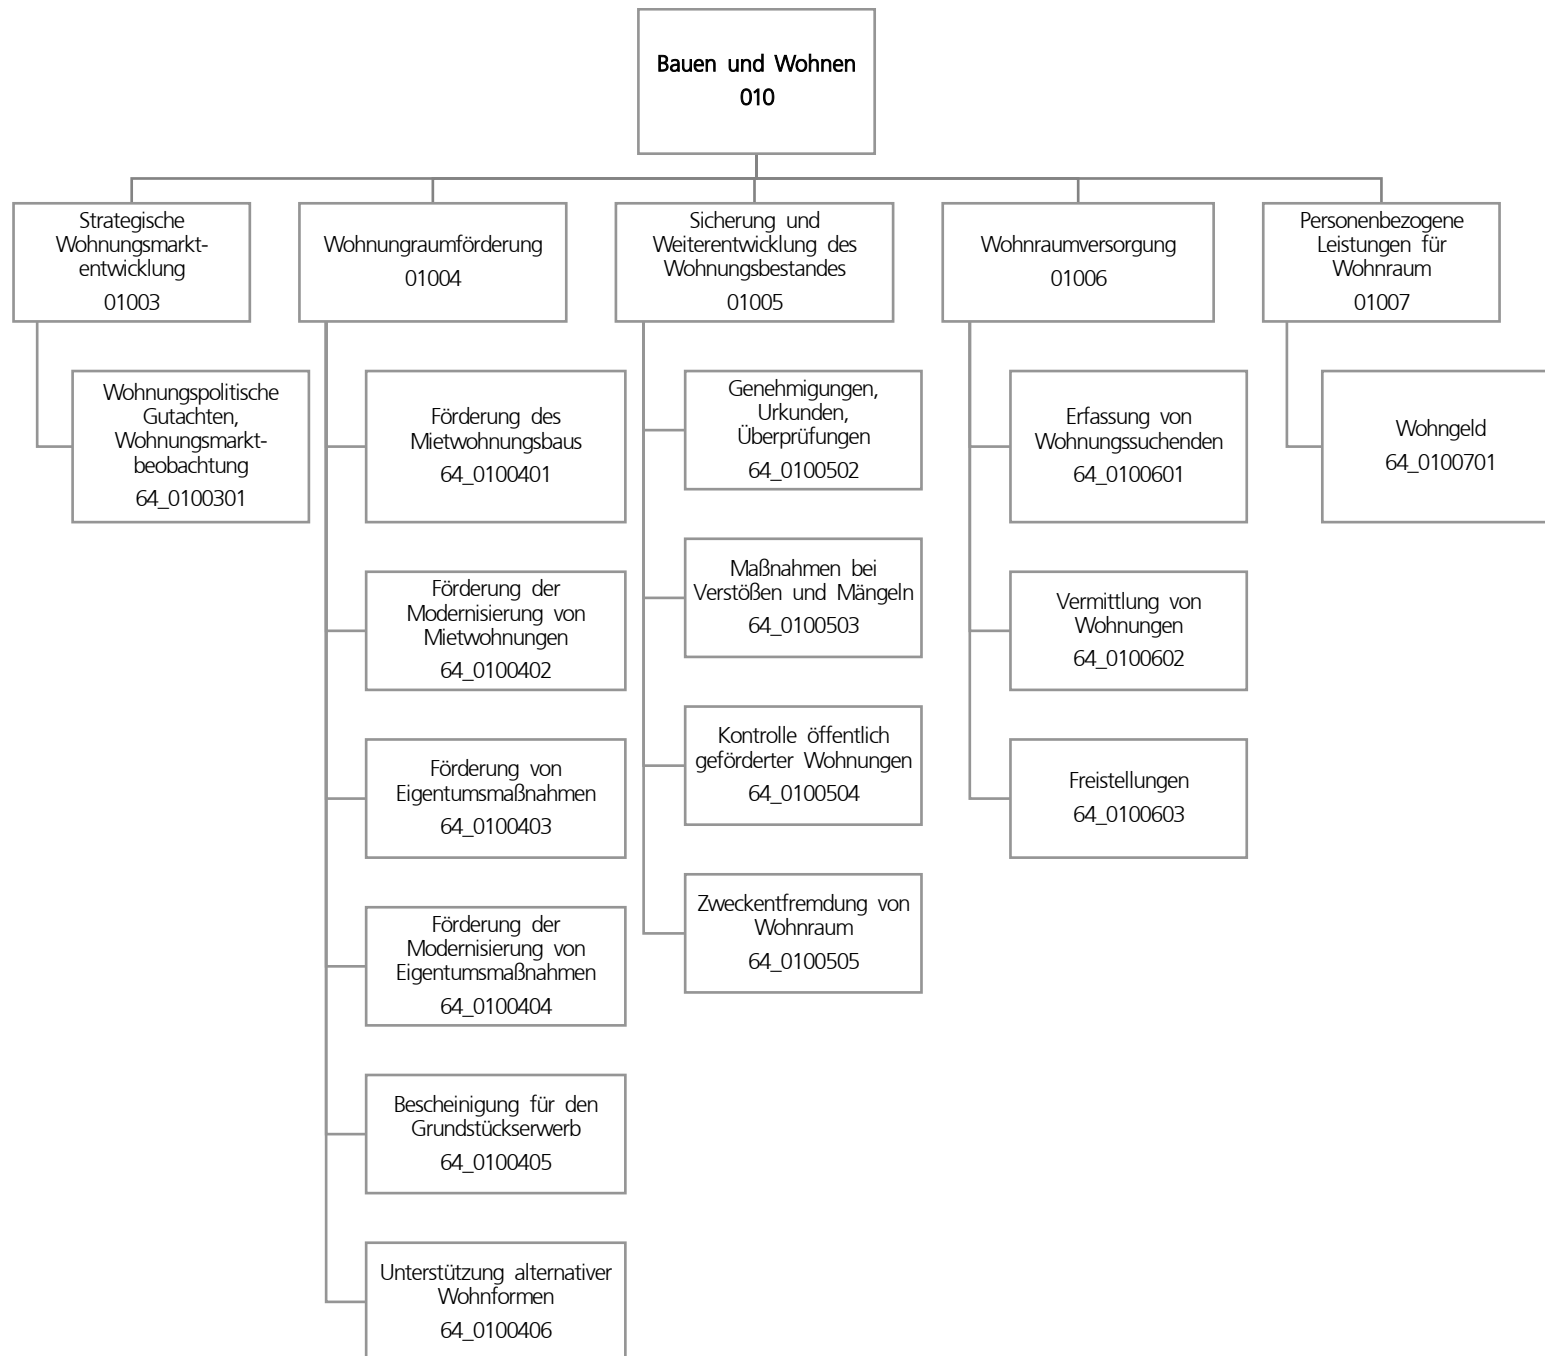 Bauen und Wohnen
010
Strategische
Wohnungsmarkt-
entwicklung
01003
Wohnungraumförderung
01004
Sicherung und
Weiterentwicklung des
Wohnungsbestandes
01005
Wohnraumversorgung
01006
Personenbezogene
Leistungen für
Wohnraum
01007
Wohnungspolitische
Gutachten,
Wohnungsmarkt-
beobachtung
64_0100301
Förderung des
Mietwohnungsbaus
64_0100401
Förderung der
Modernisierung von
Mietwohnungen
64_0100402
Förderung von
Eigentumsmaßnahmen
64_0100403
Förderung der
Modernisierung von
Eigentumsmaßnahmen
64_0100404
Bescheinigung für den
Grundstückserwerb
64_0100405
Unterstützung alternativer
Wohnformen
64_0100406
Genehmigungen,
Urkunden,
Überprüfungen
64_0100502
Maßnahmen bei
Verstößen und Mängeln
64_0100503
Kontrolle öffentlich
geförderter Wohnungen
64_0100504
Zweckentfremdung von
Wohnraum
64_0100505
Erfassung von
Wohnungssuchenden
64_0100601
Vermittlung von
Wohnungen
64_0100602
Freistellungen
64_0100603
Wohngeld
64_0100701